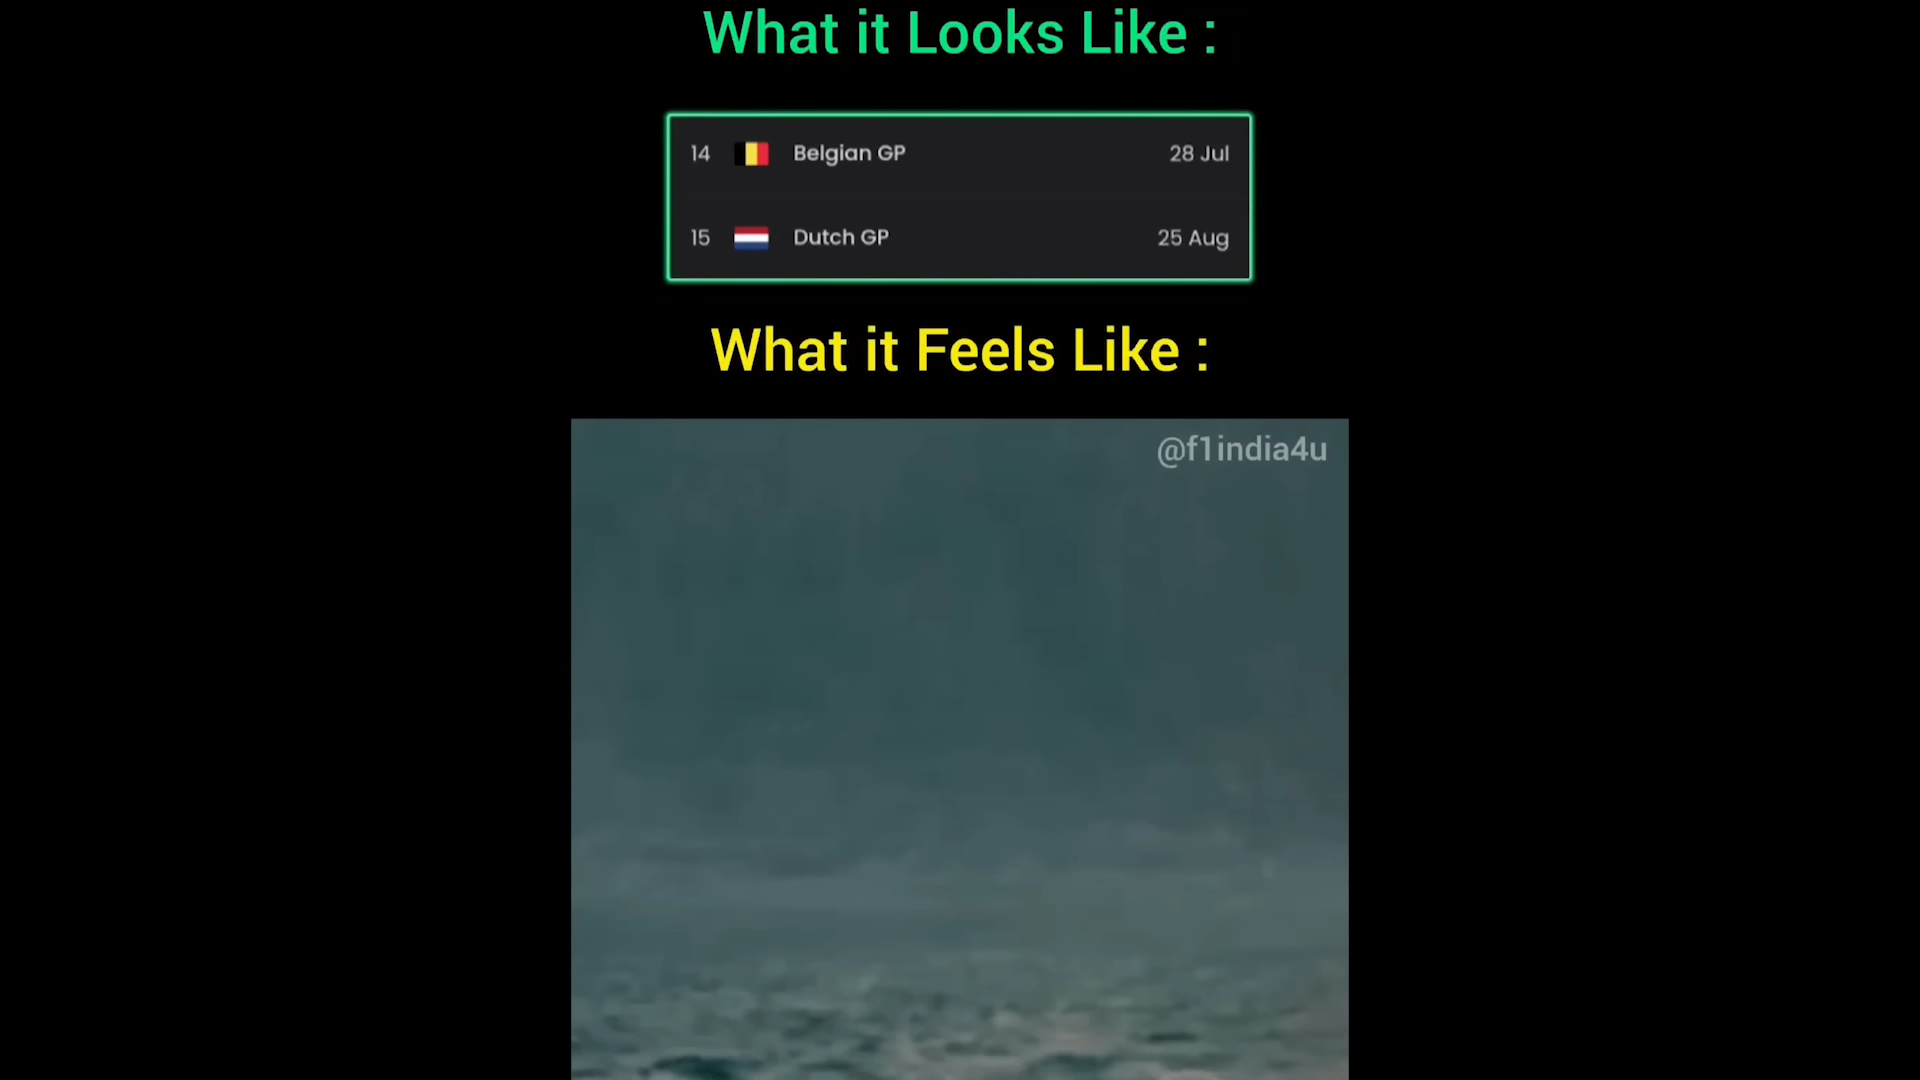 What it Looks Like :
14 Belgian GP 28 Jul
15 Dutch GP 25 Aug
What it Feels Like :
@f1india4u